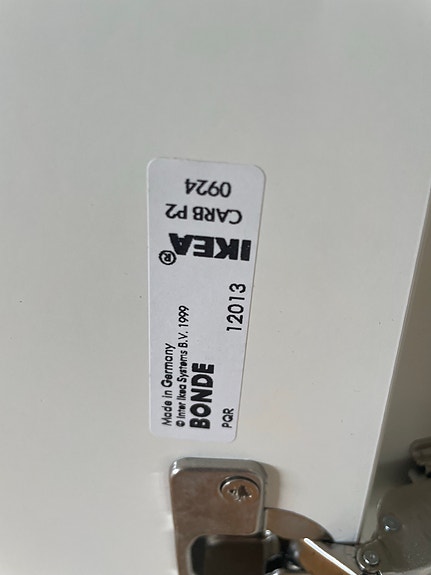 Made in Germany
© Inter Ikea Systems B.V. 1999
BONDE
PQR
12013
IKEA®
CARB P2
0924